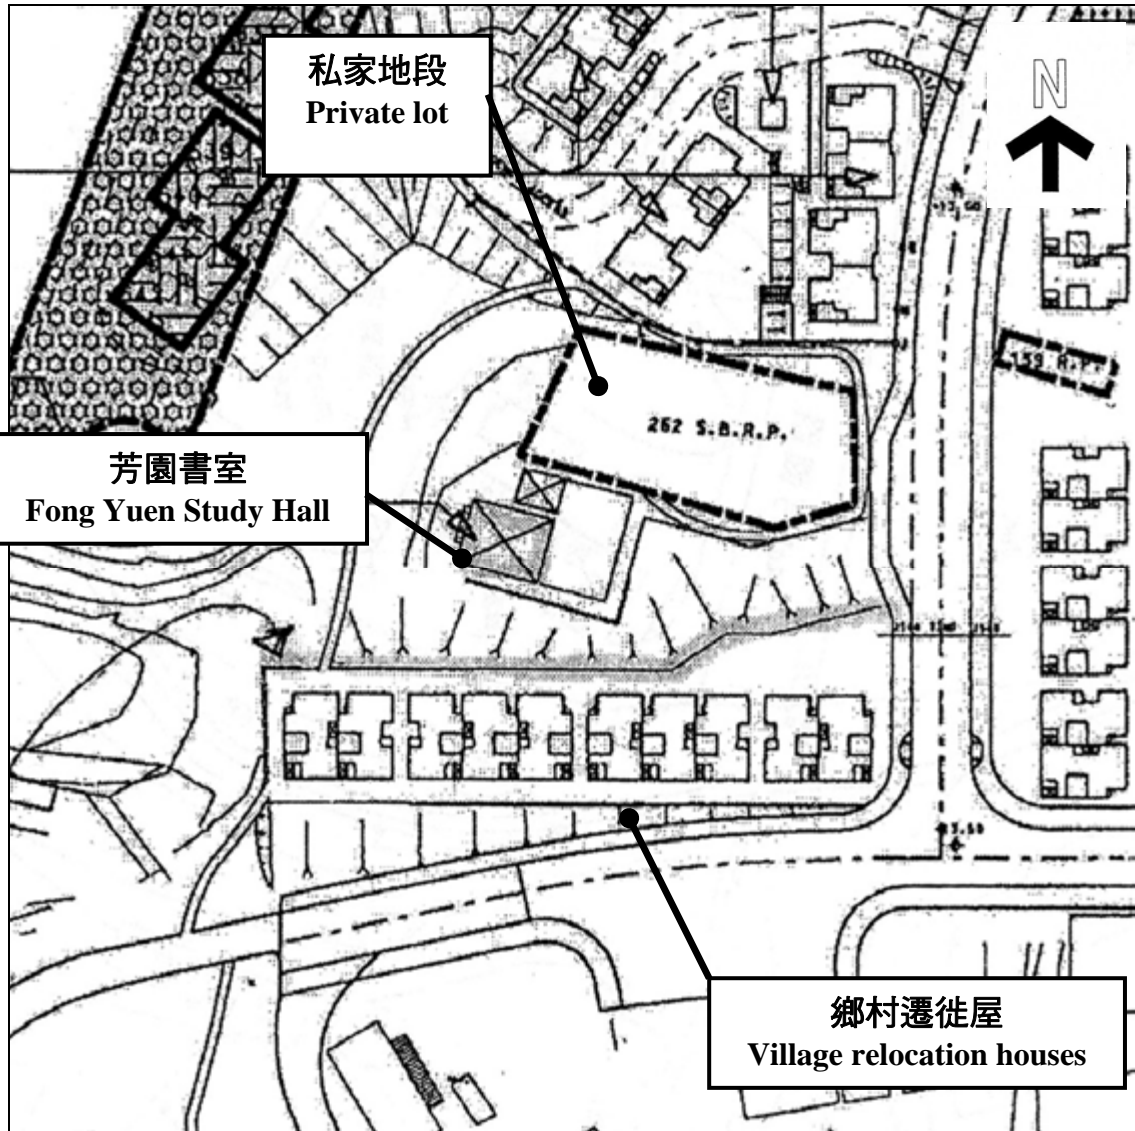 私家地段
Private lot
N
262 S.B.R.P.
159 R.P.
芳園書室
Fong Yuen Study Hall
鄉村遷徙屋
Village relocation houses